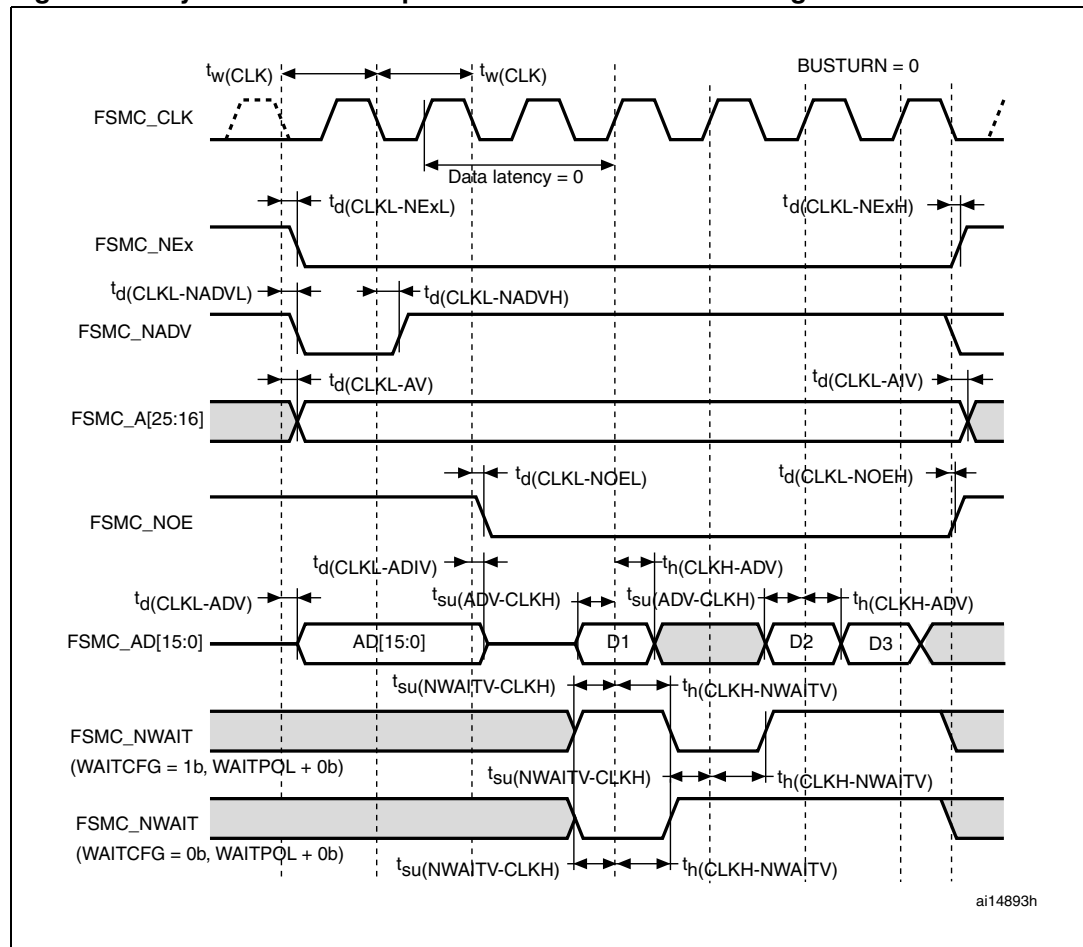 tw(CLK) tw(CLK) BUSTURN = 0
FSMC_CLK
Data latency = 0
td(CLKL-NExL) td(CLKL-NExH)
FSMC_NEx
td(CLKL-NADVL) td(CLKL-NADVH)
FSMC_NADV
td(CLKL-AV) td(CLKL-AIV)
FSMC_A[25:16]
td(CLKL-NOEL) td(CLKL-NOEH)
FSMC_NOE
td(CLKL-ADIV) th(CLKH-ADV)
td(CLKL-ADV) tsu(ADV-CLKH) tsu(ADV-CLKH) th(CLKH-ADV)
FSMC_AD[15:0] AD[15:0] D1 D2 D3
tsu(NWAITV-CLKH) th(CLKH-NWAITV)
FSMC_NWAIT
(WAITCFG = 1b, WAITPOL + 0b)
tsu(NWAITV-CLKH) th(CLKH-NWAITV)
FSMC_NWAIT
(WAITCFG = 0b, WAITPOL + 0b)
tsu(NWAITV-CLKH) th(CLKH-NWAITV)
ai14893h